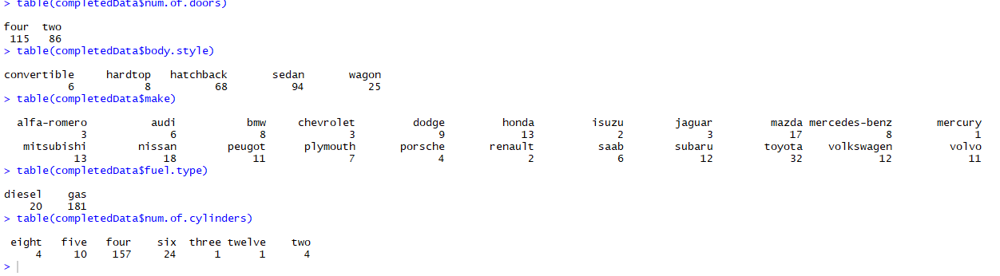 > table(completedData$num.of.doors)
four two
115 86
> table(completedData$body.style)
convertible hardtop hatchback sedan wagon
6 8 68 94 25
> table(completedData$make)
alfa-romero audi bmw chevrolet dodge honda isuzu jaguar mazda mercedes-benz mercury
3 6 8 3 9 13 2 3 17 8 1
mitsubishi nissan peugot plymouth porsche renault saab subaru toyota volkswagen volvo
13 18 11 7 4 2 6 12 32 12 11
> table(completedData$fuel.type)
diesel gas
20 181
> table(completedData$num.of.cylinders)
eight five four six three twelve two
4 10 157 24 1 1 4
>